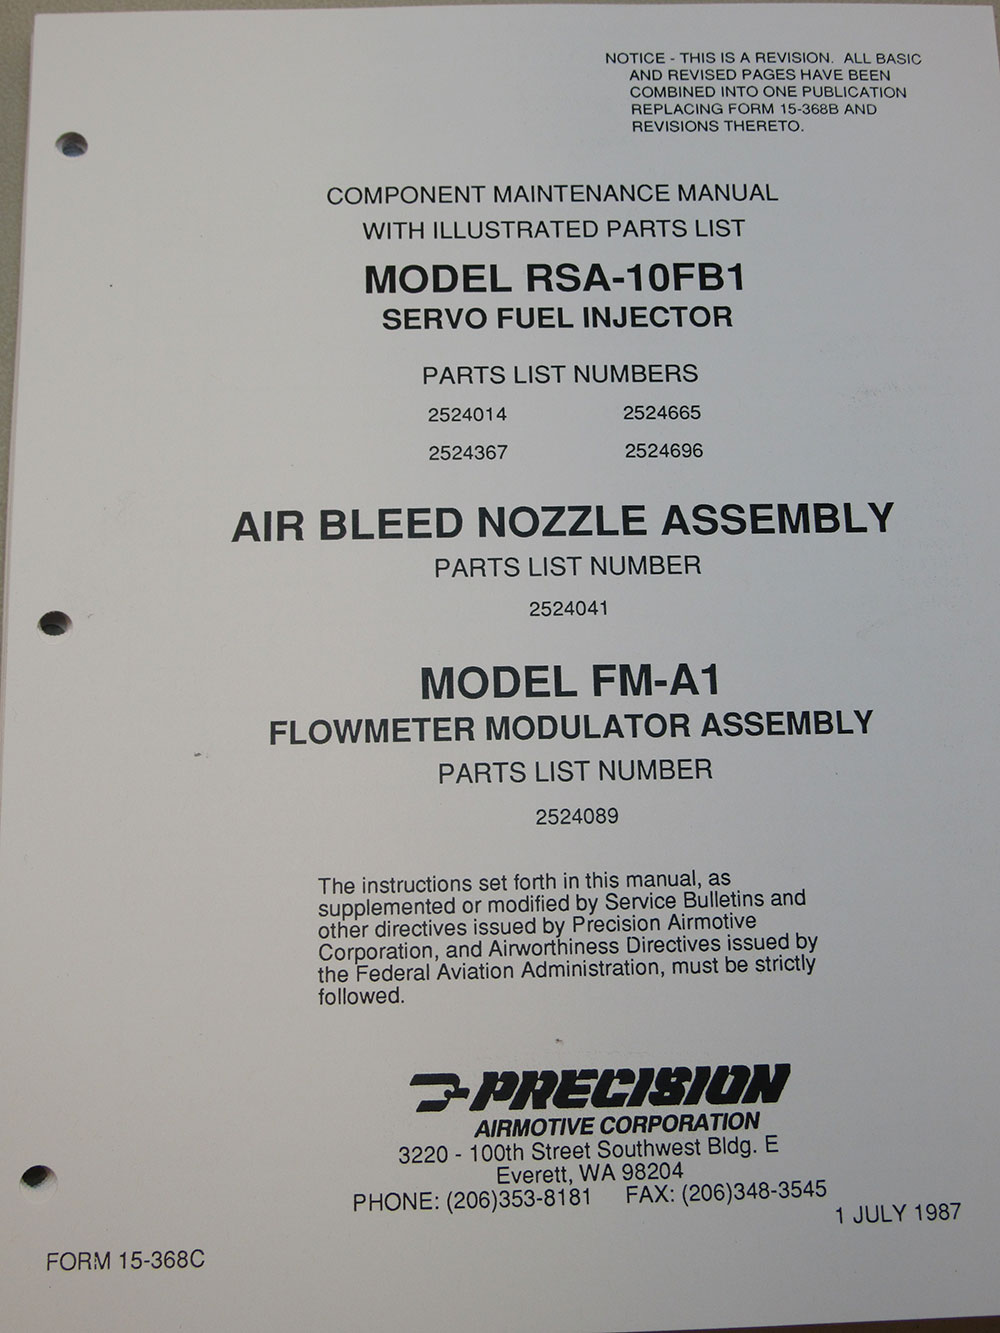 NOTICE - THIS IS A REVISION. ALL BASIC
AND REVISED PAGES HAVE BEEN
COMBINED INTO ONE PUBLICATION
REPLACING FORM 15-368B AND
REVISIONS THERETO.
COMPONENT MAINTENANCE MANUAL
WITH ILLUSTRATED PARTS LIST
MODEL RSA-10FB1
SERVO FUEL INJECTOR
PARTS LIST NUMBERS
2524014 2524665
2524367 2524696
AIR BLEED NOZZLE ASSEMBLY
PARTS LIST NUMBER
2524041
MODEL FM-A1
FLOWMETER MODULATOR ASSEMBLY
PARTS LIST NUMBER
2524089
The instructions set forth in this manual, as
supplemented or modified by Service Bulletins and
other directives issued by Precision Airmotive
Corporation, and Airworthiness Directives issued by
the Federal Aviation Administration, must be strictly
followed.
PRECISION
AIRMOTIVE CORPORATION
3220 - 100th Street Southwest Bldg. E
Everett, WA 98204
PHONE: (206)353-8181 FAX: (206)348-3545
1 JULY 1987
FORM 15-368C